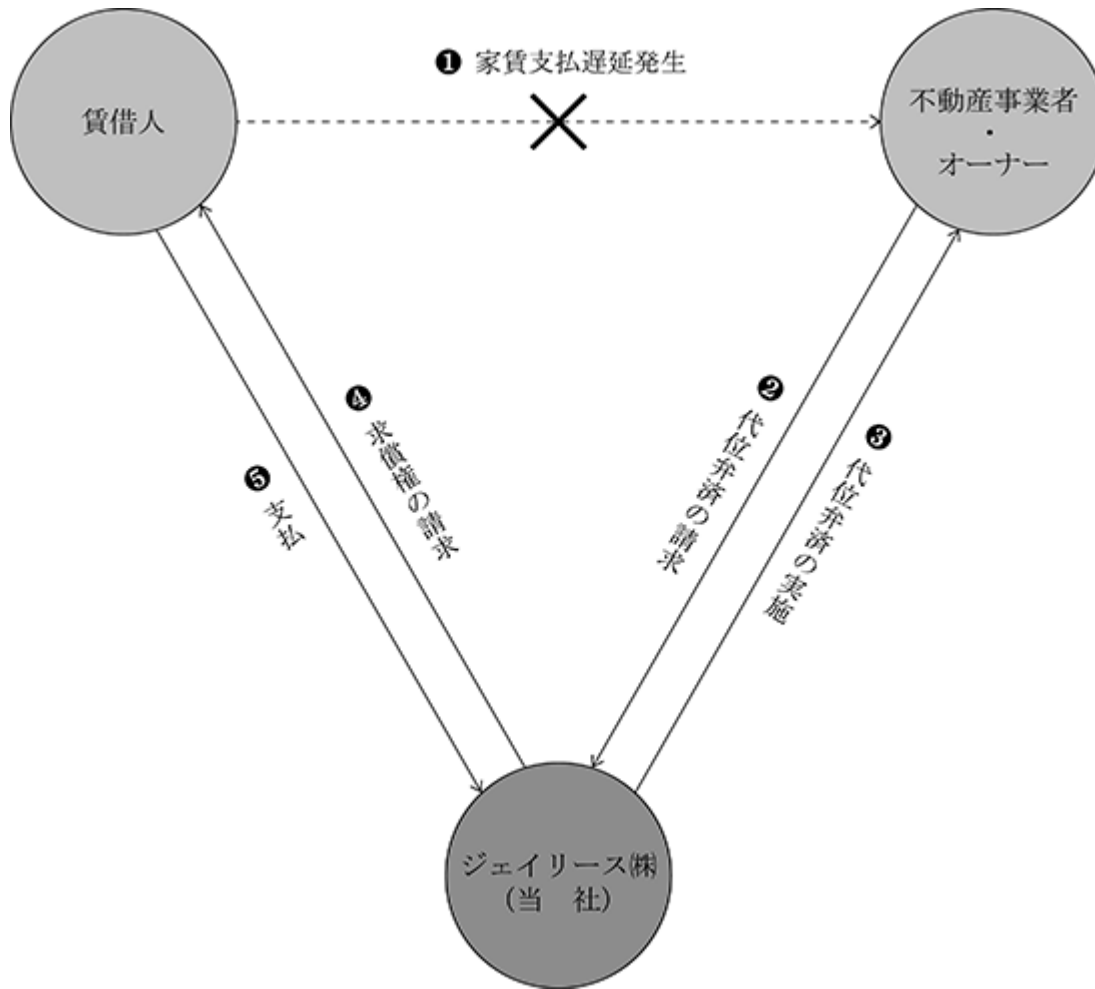 ❶ 家賃支払遅延発生
賃借人
不動産事業者
・
オーナー
❷ 代位弁済の請求
❸ 代位弁済の実施
❹ 求償権の請求
❺ 支払
ジェイリース㈱
(当　社)